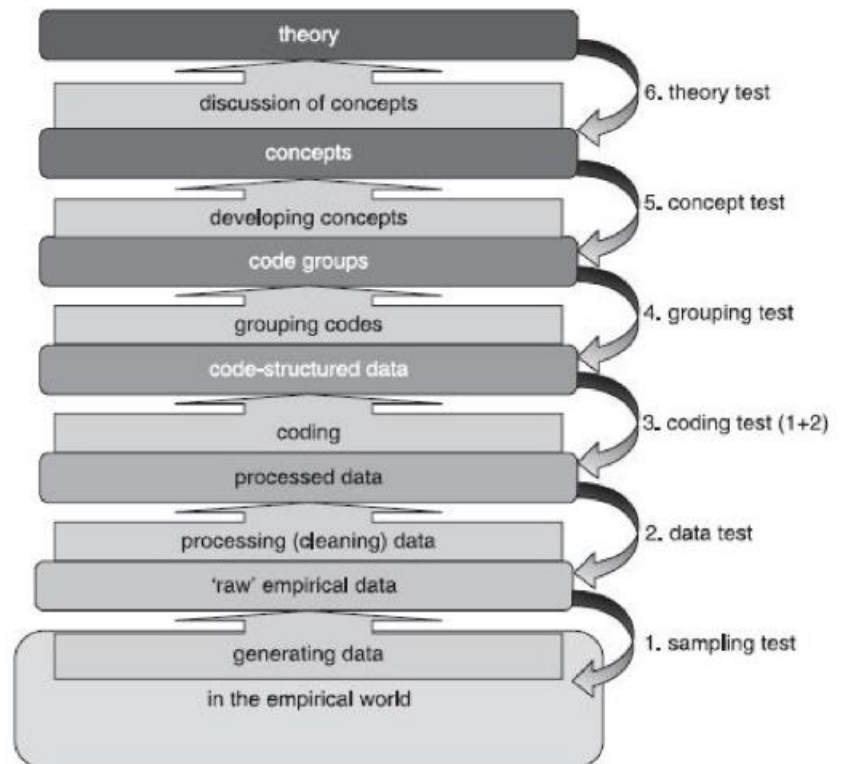 theory
6. theory test
discussion of concepts
concepts
5. concept test
developing concepts
code groups
4. grouping test
grouping codes
code-structured data
3. coding test (1+2)
coding
processed data
2. data test
processing (cleaning) data
‘raw’ empirical data
1. sampling test
generating data
in the empirical world